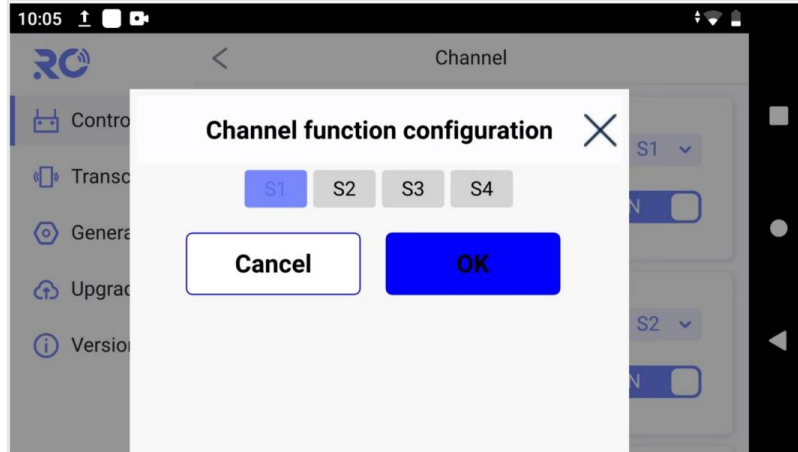 10:05
RC
Channel
Contro
Channel function configuration
S1
Transc
S1 S2 S3 S4
N
Genera
Cancel OK
Upgrad
S2
Version
N